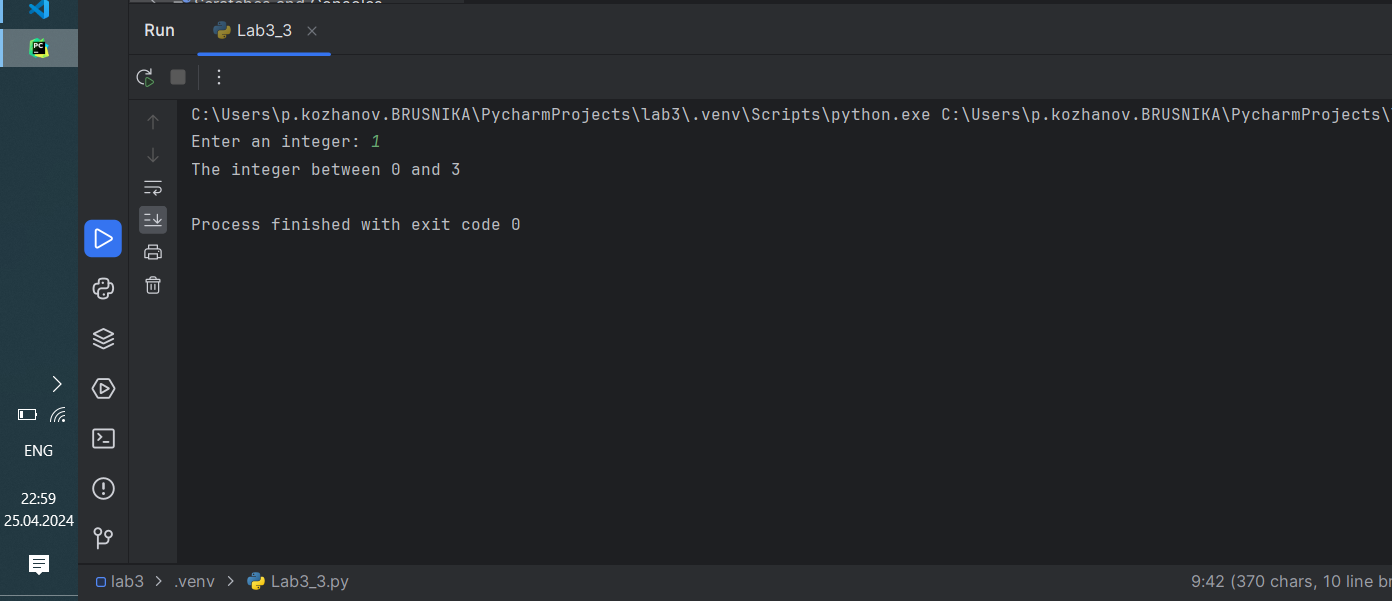 Scratches and Consoles
Run
Lab3_3
PC
C:\Users\p.kozhanov.BRUSNIKA\PycharmProjects\lab3\.venv\Scripts\python.exe C:\Users\p.kozhanov.BRUSNIKA\PycharmProjects\
Enter an integer: 1
The integer between 0 and 3
Process finished with exit code 0
ENG
22:59
25.04.2024
lab3 > .venv > Lab3_3.py
9:42 (370 chars, 10 line br